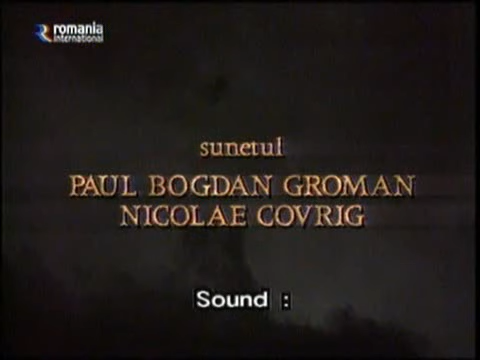 romania
international
sunetul
PAUL BOGDAN GROMAN
NICOLAE COVRIG
Sound :